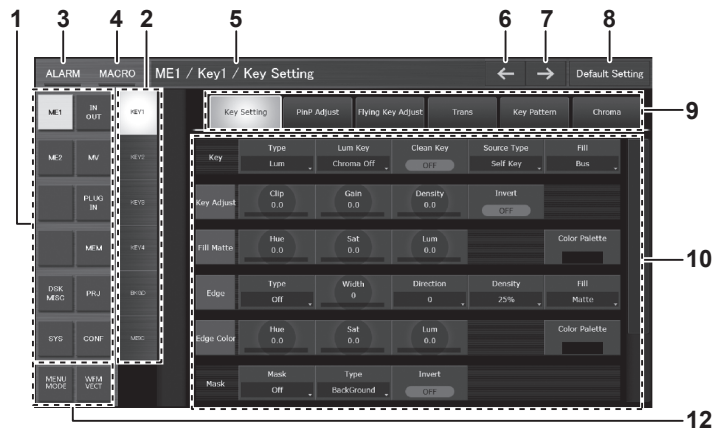 1 3 4 2 5 6 7 8
ALARM MACRO ME1 / Key1 / Key Setting ← → Default Setting
ME1 IN OUT KEY1 Key Setting PinP Adjust Flying Key Adjust Trans Key Pattern Chroma 9
Key Type Lum Lum Key Chroma Off Clean Key OFF Source Type Self Key Fill Bus
ME2 MV KEY2
PLUG IN KEY3 Key Adjust Clip 0.0 Gain 0.0 Density 0.0 Invert OFF
MEM KEY4 Fill Matte Hue 0.0 Sat 0.0 Lum 0.0 Color Palette 10
DSK MISC PRJ BKGD Edge Type Off Width 0 Direction 0 Density 25% Fill Matte
SYS CONF MISC Edge Color Hue 0.0 Sat 0.0 Lum 0.0 Color Palette
MENU MODE WFM VECT Mask Mask Off Type BackGround Invert OFF
12